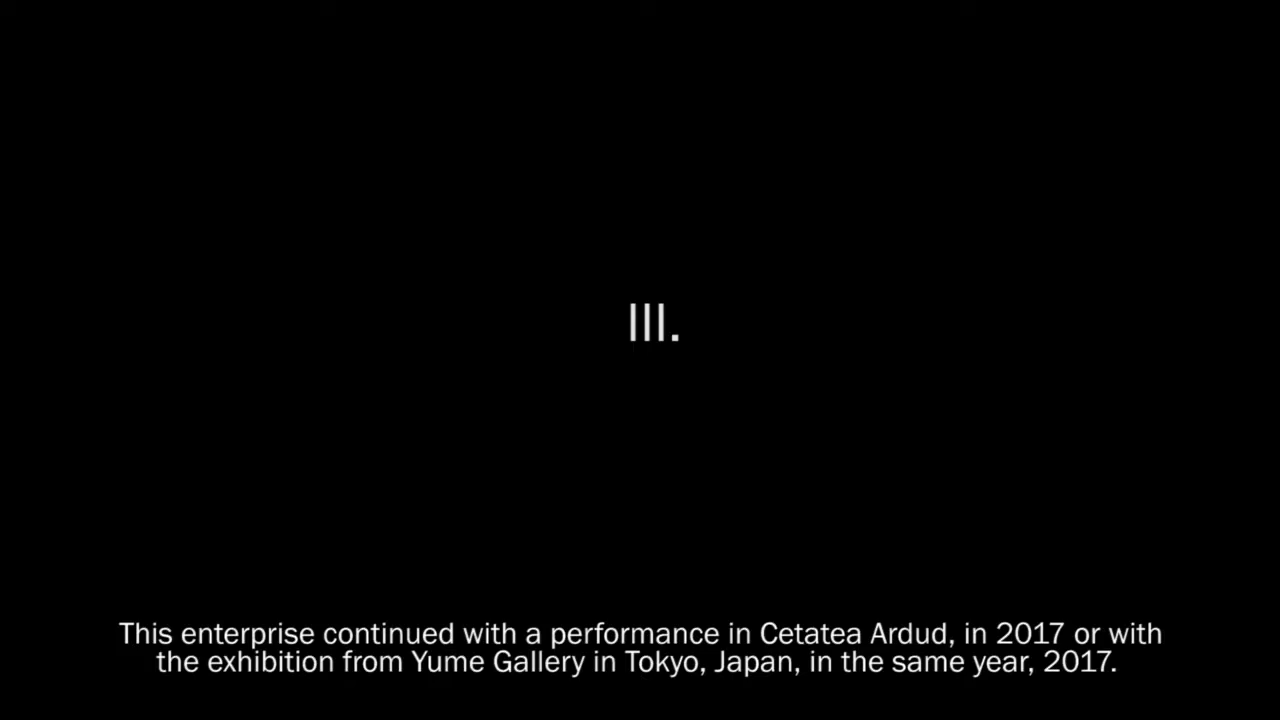 III.
This enterprise continued with a performance in Cetatea Ardud, in 2017 or with
the exhibition from Yume Gallery in Tokyo, Japan, in the same year, 2017.